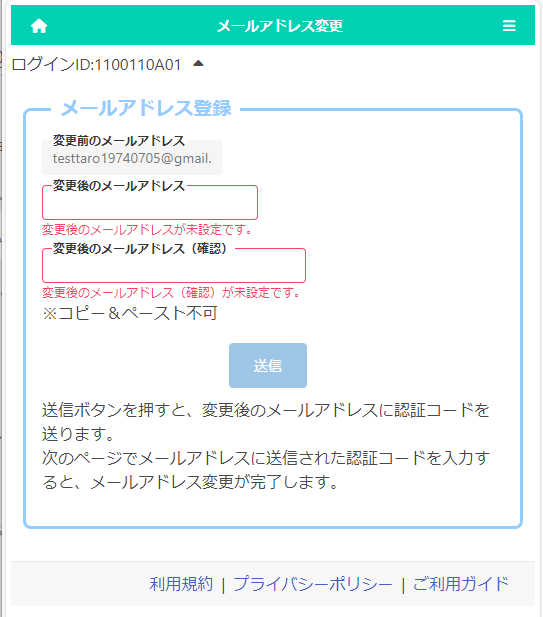 メールアドレス変更
ログインID:1100110A01
メールアドレス登録
変更前のメールアドレス
testtaro19740705@gmail.
変更後のメールアドレス
変更後のメールアドレスが未設定です。
変更後のメールアドレス（確認）
変更後のメールアドレス（確認）が未設定です。
※コピー＆ペースト不可
送信
送信ボタンを押すと、変更後のメールアドレスに認証コードを
送ります。
次のページでメールアドレスに送信された認証コードを入力す
ると、メールアドレス変更が完了します。
利用規約 | プライバシーポリシー | ご利用ガイド